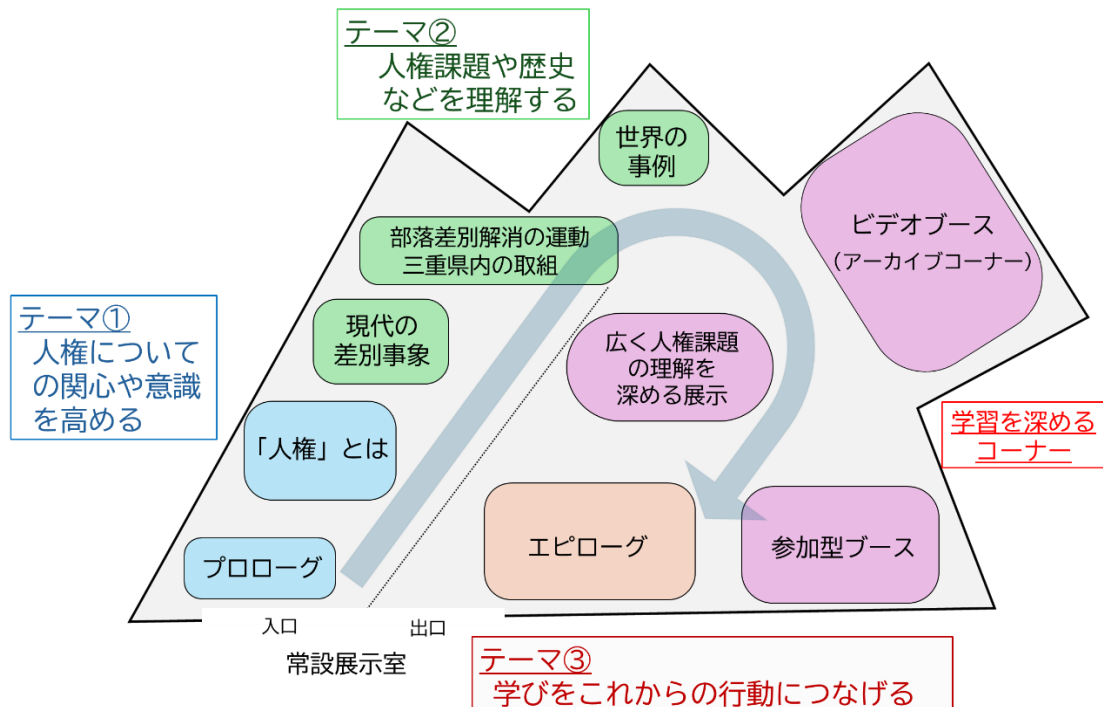 テーマ②
人権課題や歴史
などを理解する
世界の
事例
ビデオブース
（アーカイブコーナー）
部落差別解消の運動
三重県内の取組
テーマ①
人権について
の関心や意識
を高める
現代の
差別事象
広く人権課題
の理解を
深める展示
「人権」とは
学習を深める
コーナー
プロローグ
エピローグ
参加型ブース
入口
出口
常設展示室
テーマ③
学びをこれからの行動につなげる